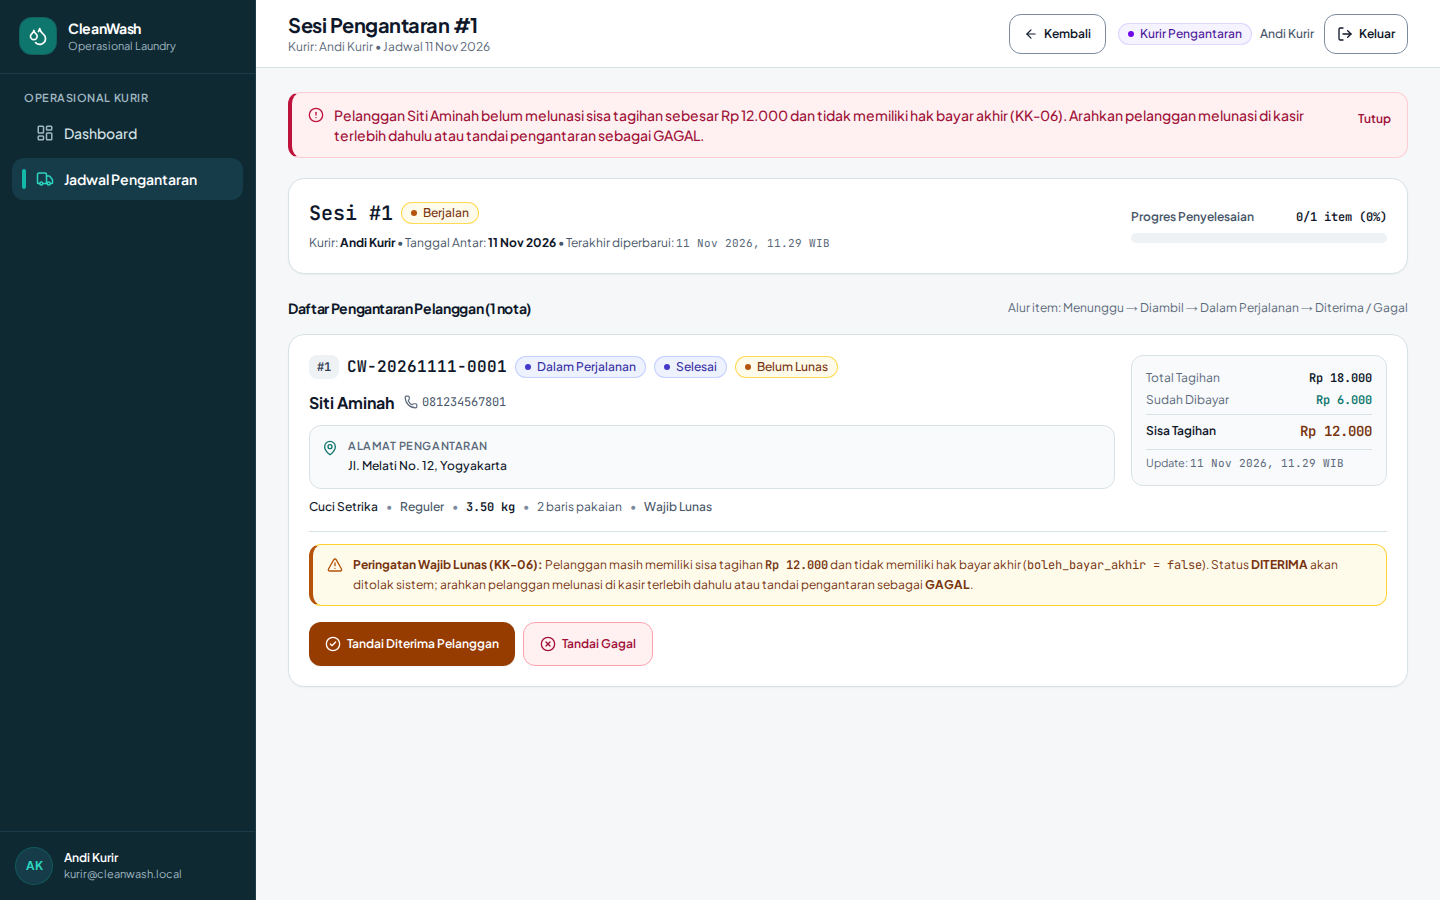 CleanWash
Operasional Laundry
OPERASIONAL KURIR
Dashboard
Jadwal Pengantaran
AK
Andi Kurir
kurir@cleanwash.local
Sesi Pengantaran #1
Kurir: Andi Kurir • Jadwal 11 Nov 2026
Kembali
Kurir Pengantaran
Andi Kurir
Keluar
Pelanggan Siti Aminah belum melunasi sisa tagihan sebesar Rp 12.000 dan tidak memiliki hak bayar akhir (KK-06). Arahkan pelanggan melunasi di kasir
terlebih dahulu atau tandai pengantaran sebagai GAGAL.
Tutup
Sesi #1
Berjalan
Kurir: Andi Kurir • Tanggal Antar: 11 Nov 2026 • Terakhir diperbarui: 11 Nov 2026, 11.29 WIB
Progres Penyelesaian
0/1 item (0%)
Daftar Pengantaran Pelanggan (1 nota)
Alur item: Menunggu → Diambil → Dalam Perjalanan → Diterima / Gagal
#1
CW-20261111-0001
Dalam Perjalanan
Selesai
Belum Lunas
Siti Aminah
081234567801
ALAMAT PENGANTARAN
Jl. Melati No. 12, Yogyakarta
Cuci Setrika • Reguler • 3.50 kg • 2 baris pakaian • Wajib Lunas
Total Tagihan Rp 18.000
Sudah Dibayar Rp 6.000
Sisa Tagihan Rp 12.000
Update: 11 Nov 2026, 11.29 WIB
Peringatan Wajib Lunas (KK-06): Pelanggan masih memiliki sisa tagihan Rp 12.000 dan tidak memiliki hak bayar akhir (boleh_bayar_akhir = false). Status DITERIMA akan
ditolak sistem; arahkan pelanggan melunasi di kasir terlebih dahulu atau tandai pengantaran sebagai GAGAL.
Tandai Diterima Pelanggan
Tandai Gagal